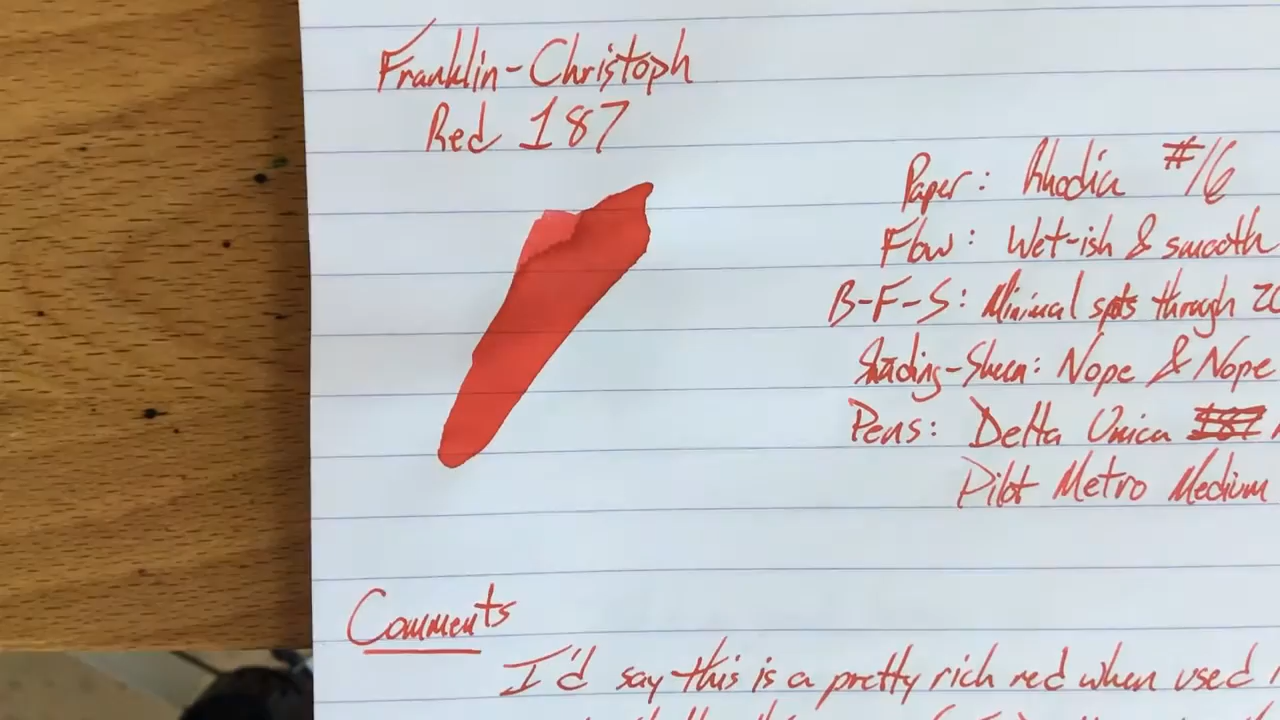 Franklin-Christoph
Red 187
Paper: Rhodia #16
Flow: Wet-ish & smooth
B-F-S: Minimal spots through
Shading-Sheen: Nope & Nope
Pens: Delta Unica
Pilot Metro Medium
Comments
I'd say this is a pretty rich red when used